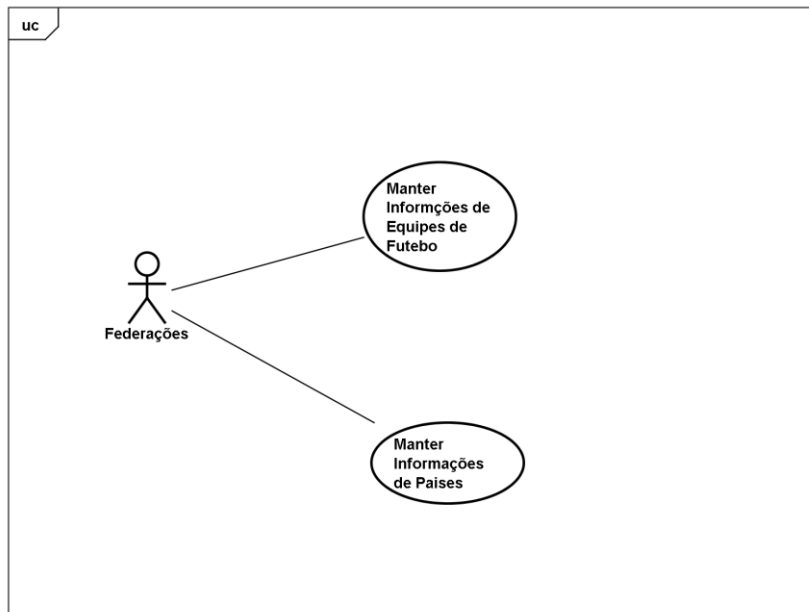 uc
Manter
Informções de
Equipes de
Futebo
Federações
Manter
Informações
de Paises